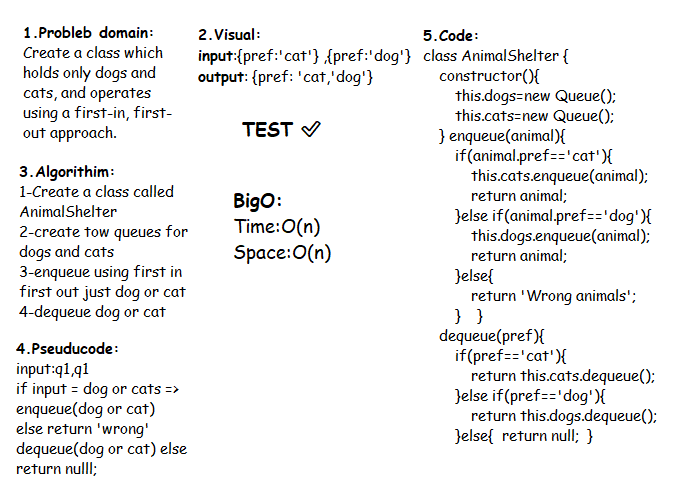 1.Probleb domain:
Create a class which
holds only dogs and
cats, and operates
using a first-in, first-
out approach.
3.Algorithim:
1-Create a class called
AnimalShelter
2-create tow queues for
dogs and cats
3-enqueue using first in
first out just dog or cat
4-dequeue dog or cat
4.Pseuducode:
input:q1,q1
if input = dog or cats =>
enqueue(dog or cat)
else return 'wrong'
dequeue(dog or cat) else
return nulll;
2.Visual:
input:{pref:'cat'} ,{pref:'dog'}
output: {pref: 'cat,'dog'}
TEST ✓
BigO:
Time:O(n)
Space:O(n)
5.Code:
class AnimalShelter {
constructor(){
this.dogs=new Queue();
this.cats=new Queue();
} enqueue(animal){
if(animal.pref=='cat'){
this.cats.enqueue(animal);
return animal;
}else if(animal.pref=='dog'){
this.dogs.enqueue(animal);
return animal;
}else{
return 'Wrong animals';
} }
dequeue(pref){
if(pref=='cat'){
return this.cats.dequeue();
}else if(pref=='dog'){
return this.dogs.dequeue();
}else{ return null; }